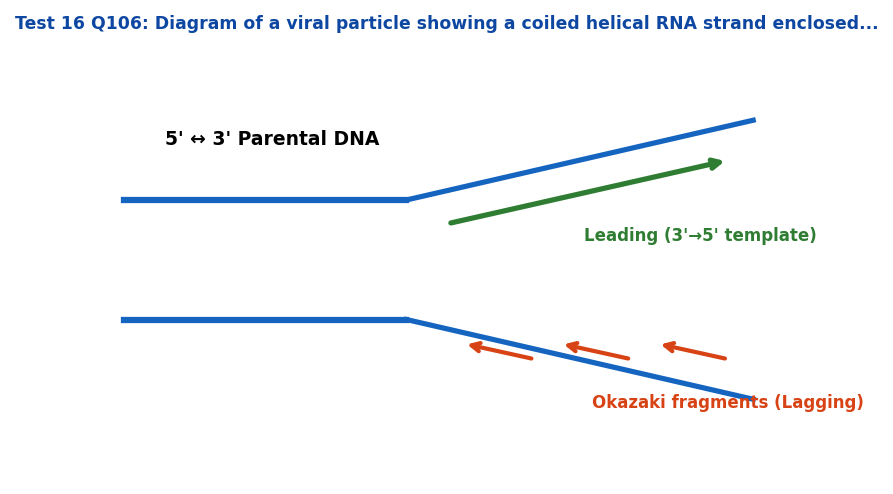 Test 16 Q106: Diagram of a viral particle showing a coiled helical RNA strand enclosed...
5' ↔ 3' Parental DNA
Leading (3'→5' template)
Okazaki fragments (Lagging)